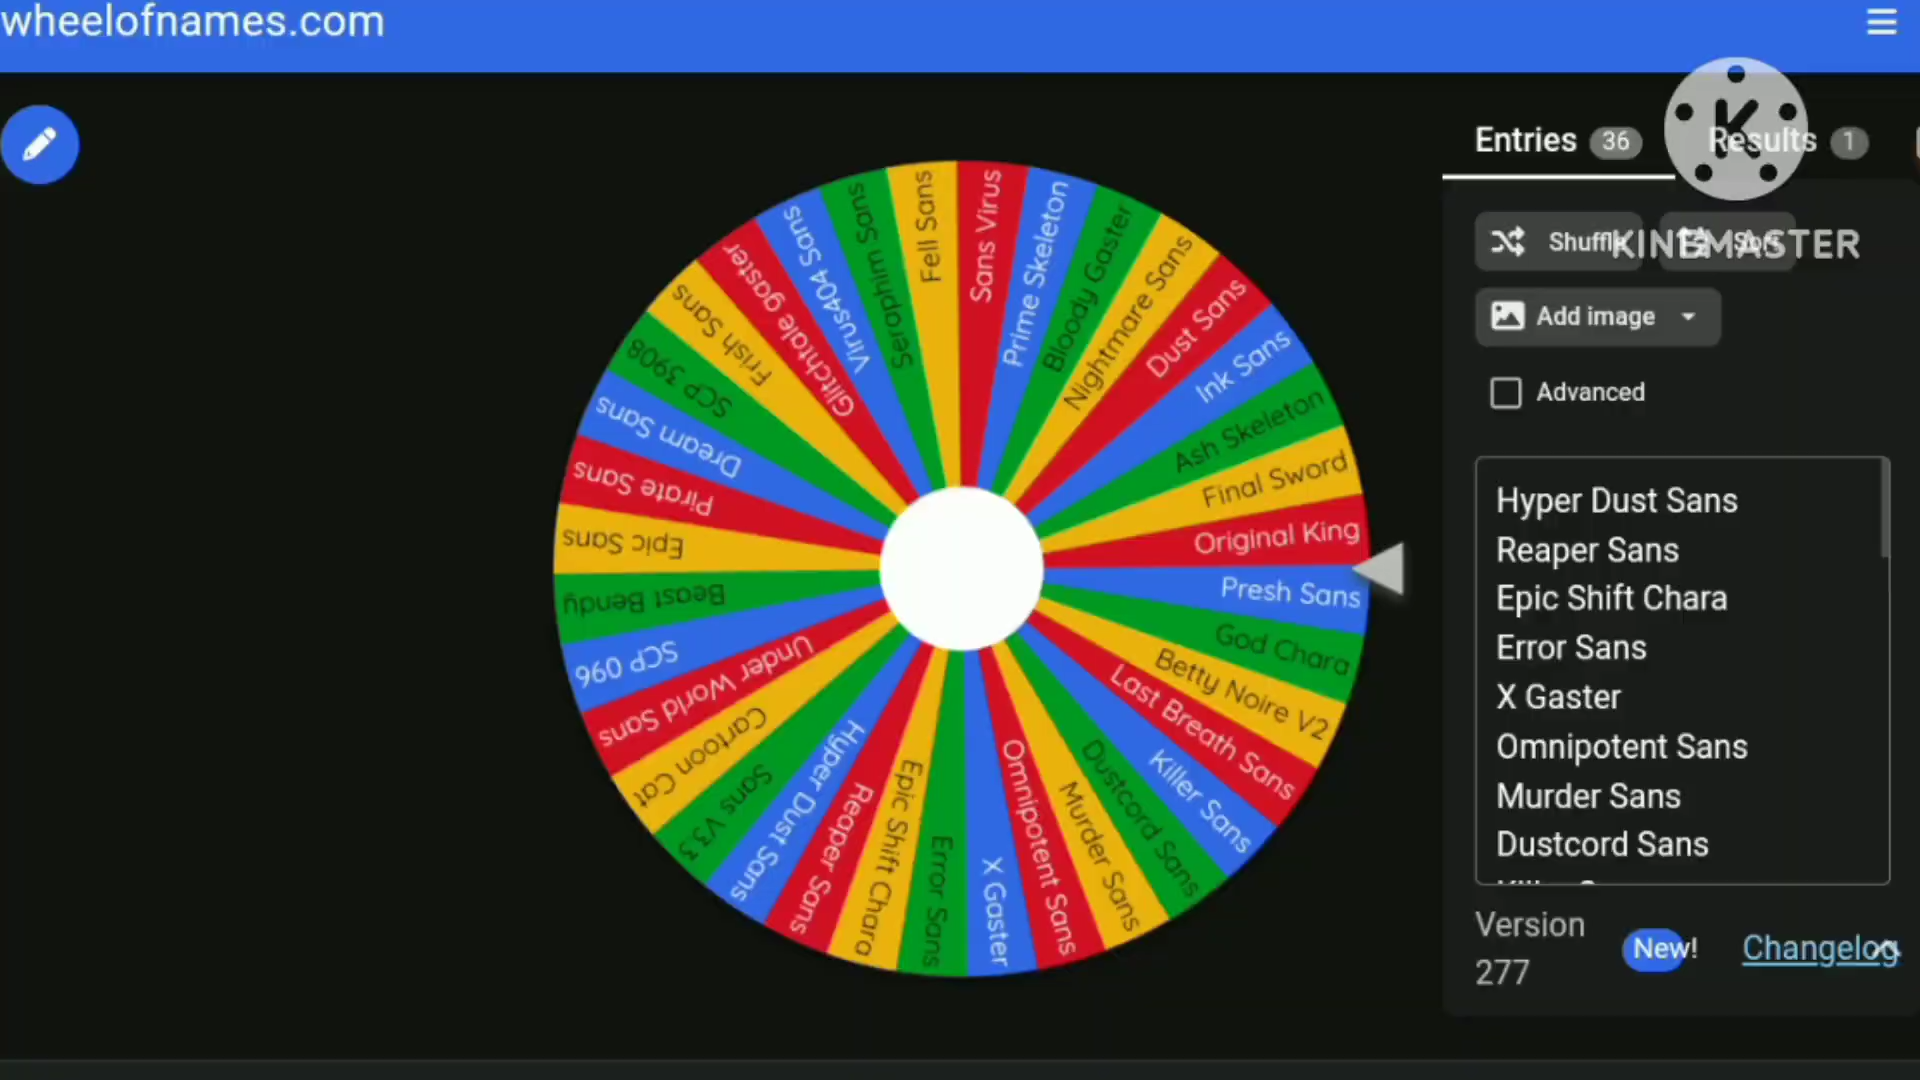 wheelofnames.com
Entries 36
Results 1
K
KINEMASTER
Shuffle
Sort
Add image
Advanced
Hyper Dust Sans
Reaper Sans
Epic Shift Chara
Error Sans
X Gaster
Omnipotent Sans
Murder Sans
Dustcord Sans
Version
277
New!
Changelog
Sans Virus
Prime Skeleton
Bloody Gaster
Nightmare Sans
Dust Sans
Ink Sans
Ash Skeleton
Final Sword
Original King
Presh Sans
God Chara
Betty Noire V2
Last Breath Sans
Killer Sans
Dustcord Sans
Murder Sans
Omnipotent Sans
X Gaster
Error Sans
Epic Shift Chara
Reaper Sans
Hyper Dust Sans
Sans V3.3
Cartoon Cat
Under World Sans
SCP 096
Beast Bendy
Epic Sans
Pirate Sans
Dream Sans
SCP 3908
Frish Sans
Glitchtale gaster
Virus404 Sans
Seraphim Sans
Fell Sans